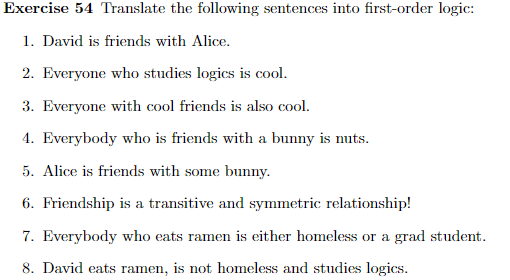 Exercise 54 Translate the following sentences into first-order logic:
1. David is friends with Alice.
2. Everyone who studies logics is cool.
3. Everyone with cool friends is also cool.
4. Everybody who is friends with a bunny is nuts.
5. Alice is friends with some bunny.
6. Friendship is a transitive and symmetric relationship!
7. Everybody who eats ramen is either homeless or a grad student.
8. David eats ramen, is not homeless and studies logics.